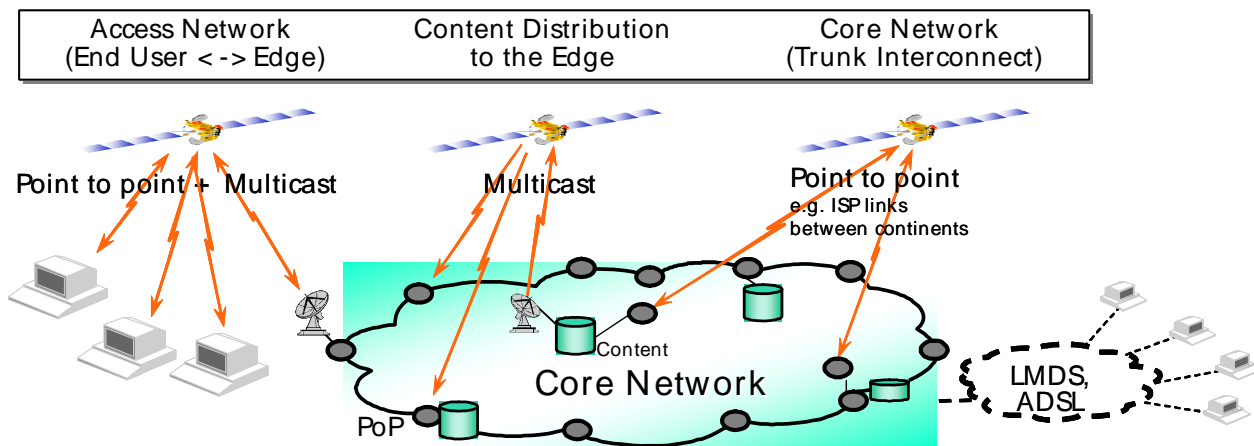 Access Network
(End User <-> Edge)
Content Distribution
to the Edge
Core Network
(Trunk Interconnect)
Point to point + Multicast
Multicast
Point to point
e.g. ISP links
between continents
Content
Core Network
PoP
LMDS,
ADSL